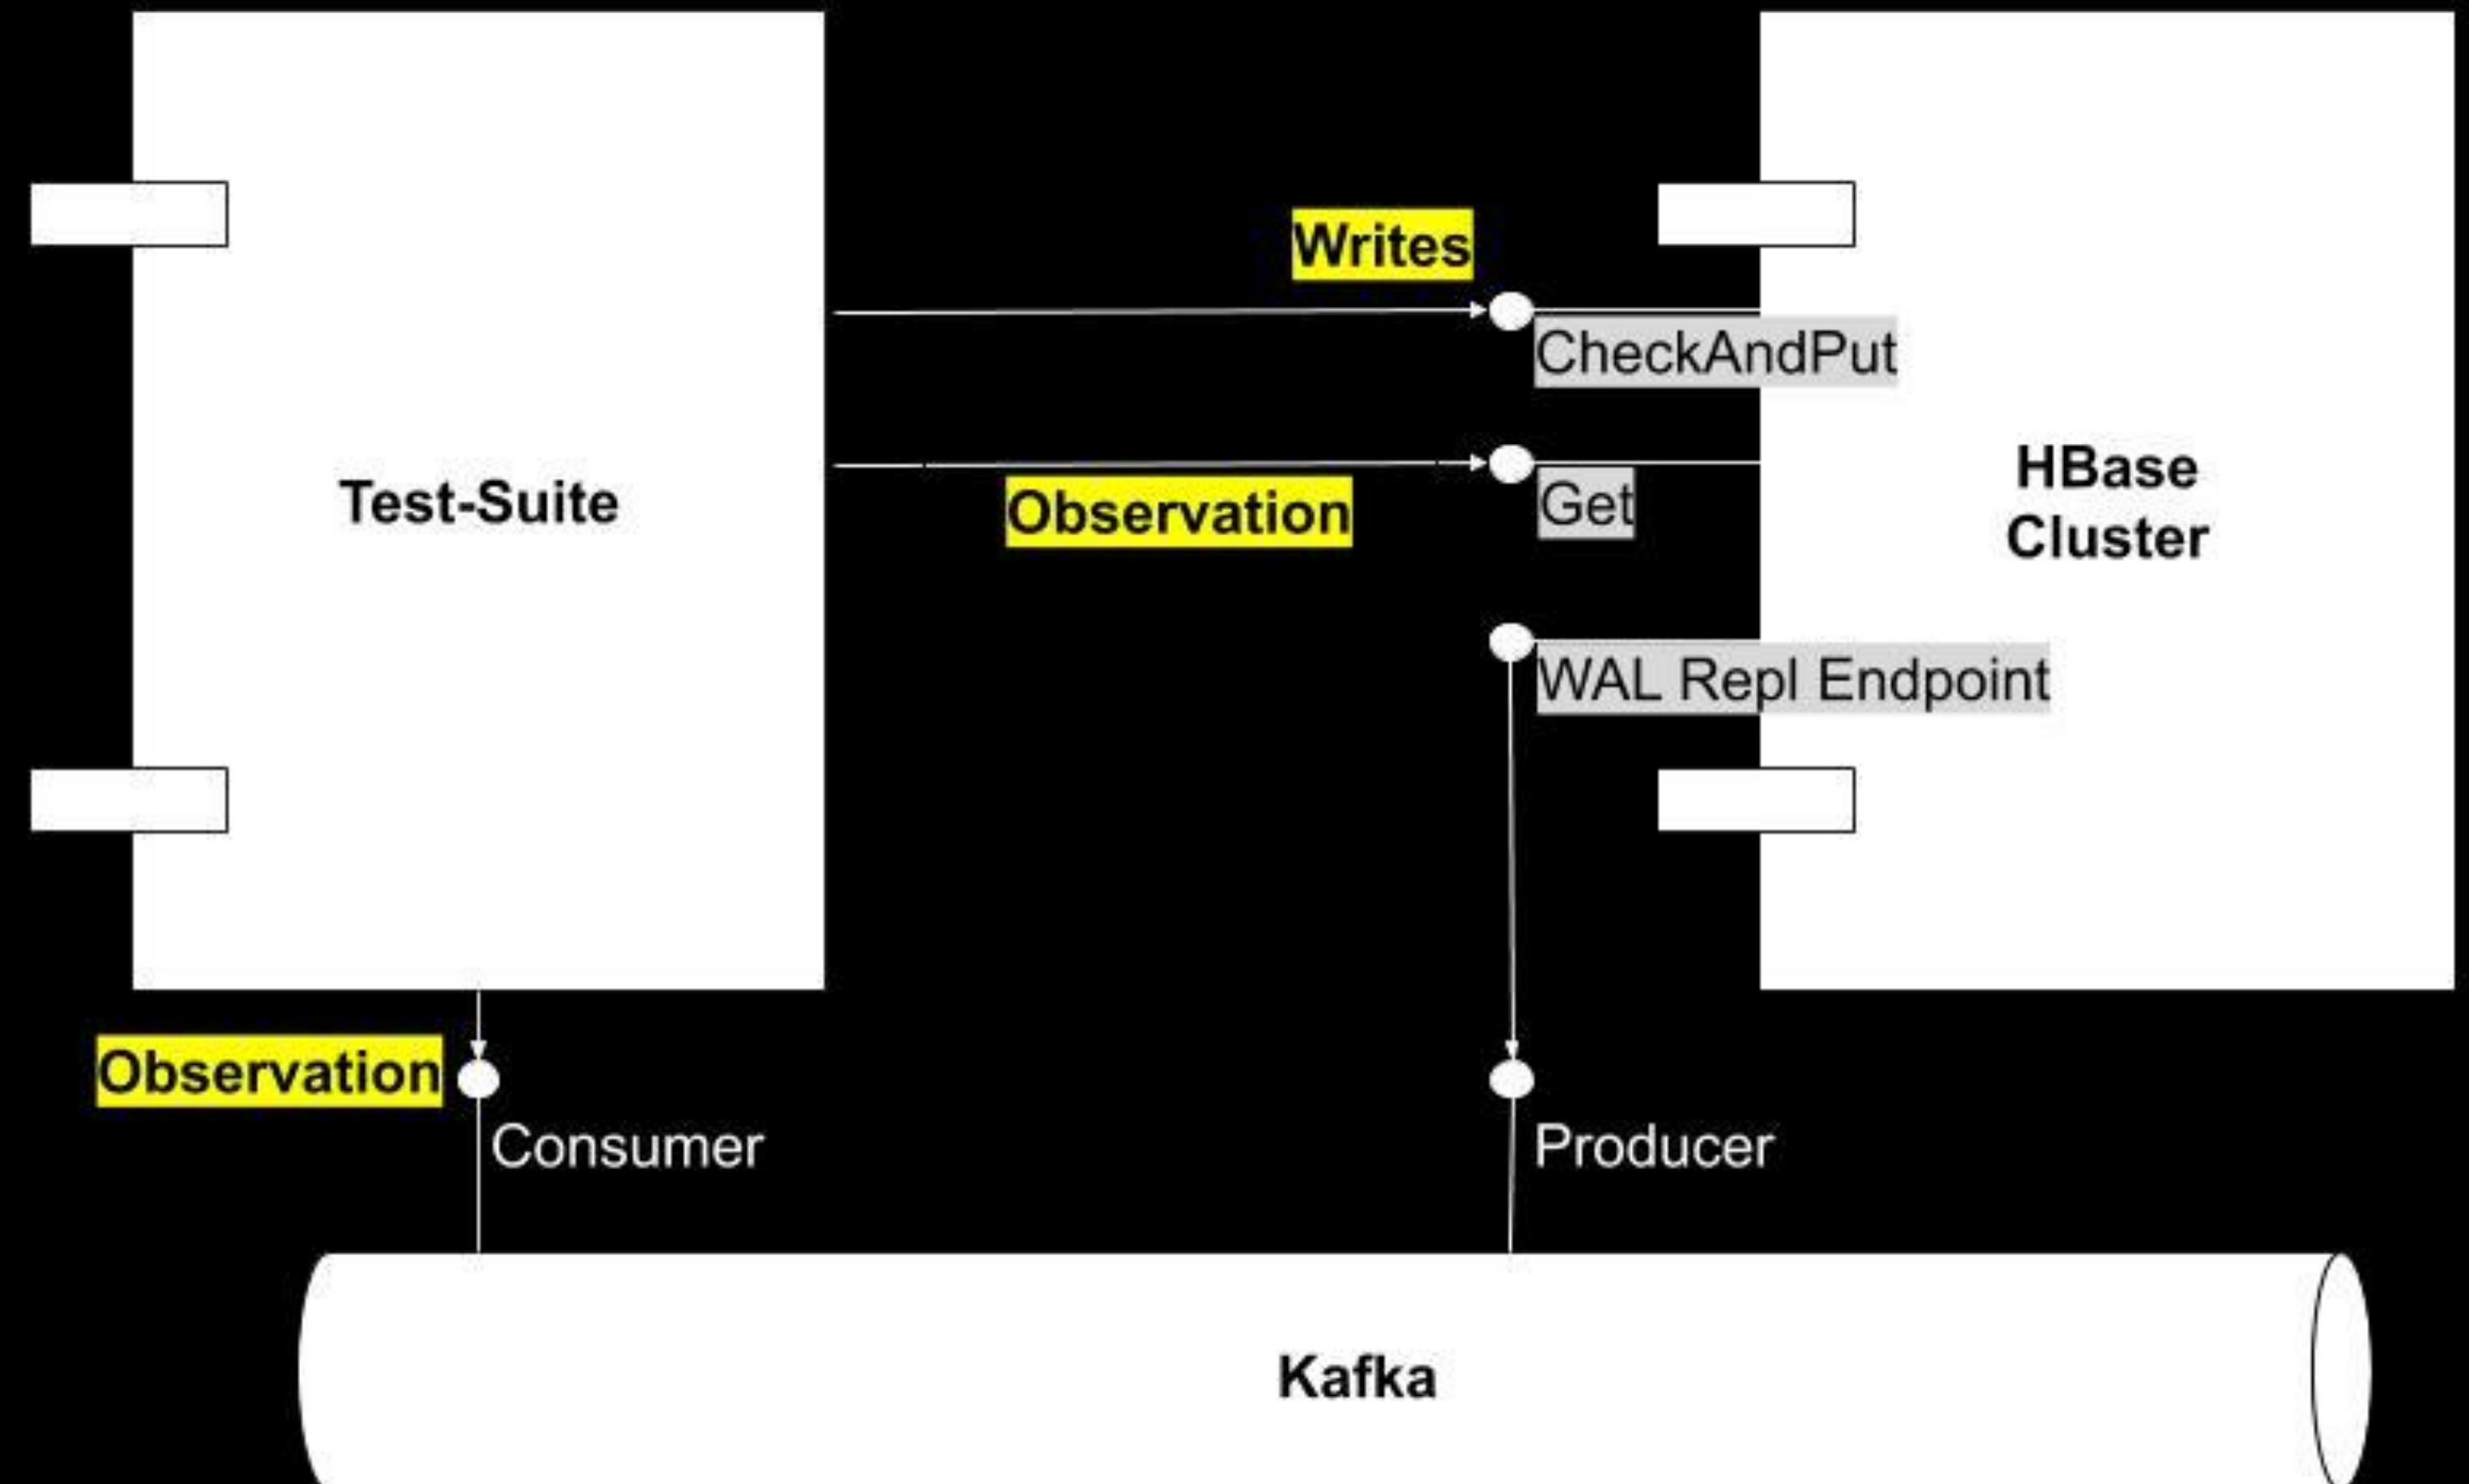 Writes
CheckAndPut
Test-Suite
Observation
Get
HBase
Cluster
WAL Repl Endpoint
Observation
Consumer
Producer
Kafka